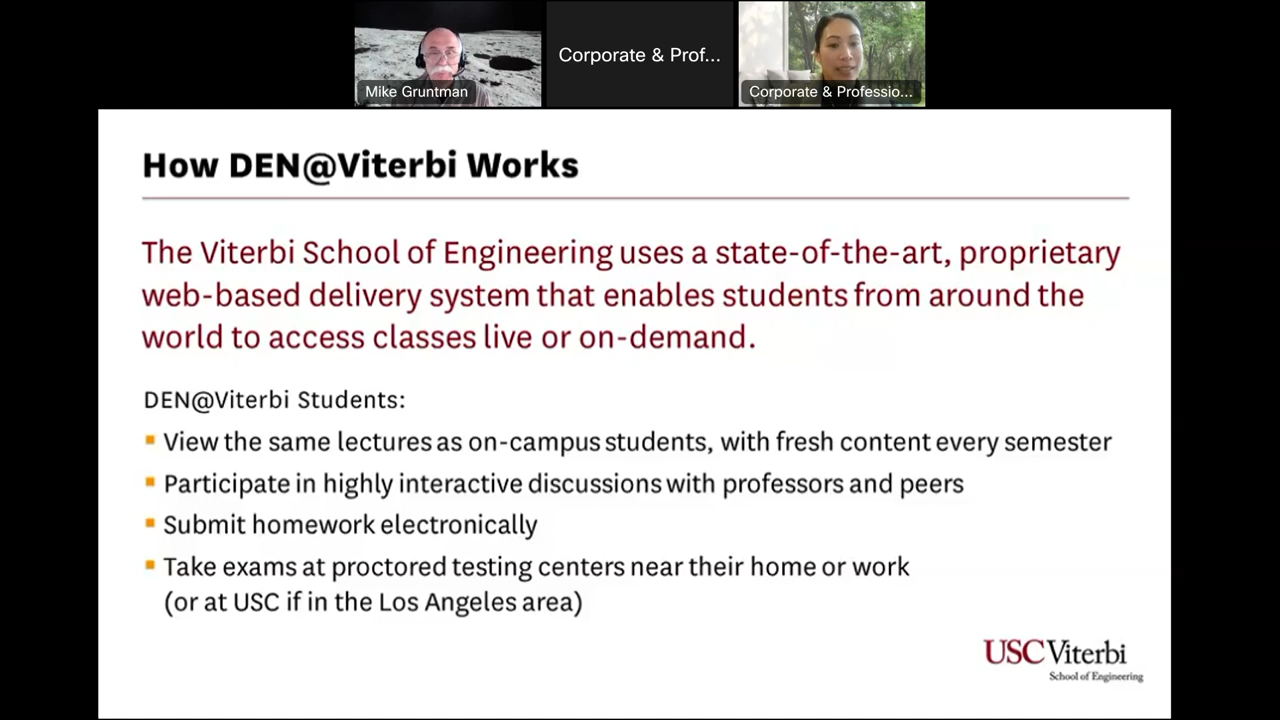 Mike Gruntman
Corporate & Prof...
Corporate & Professio...
How DEN@Viterbi Works
The Viterbi School of Engineering uses a state-of-the-art, proprietary
web-based delivery system that enables students from around the
world to access classes live or on-demand.
DEN@Viterbi Students:
View the same lectures as on-campus students, with fresh content every semester
Participate in highly interactive discussions with professors and peers
Submit homework electronically
Take exams at proctored testing centers near their home or work
(or at USC if in the Los Angeles area)
USC Viterbi
School of Engineering